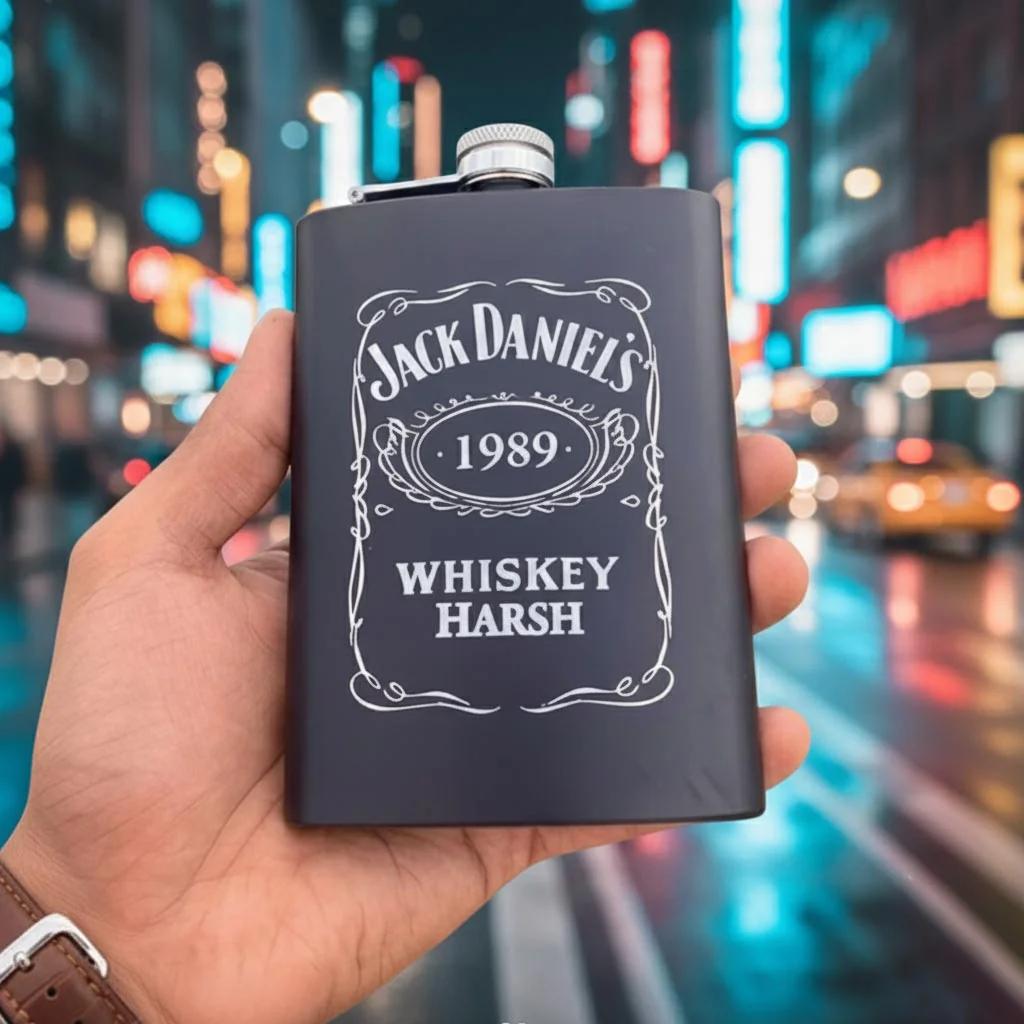 JACK DANIEL'S
· 1989 ·
WHISKEY
HARSH